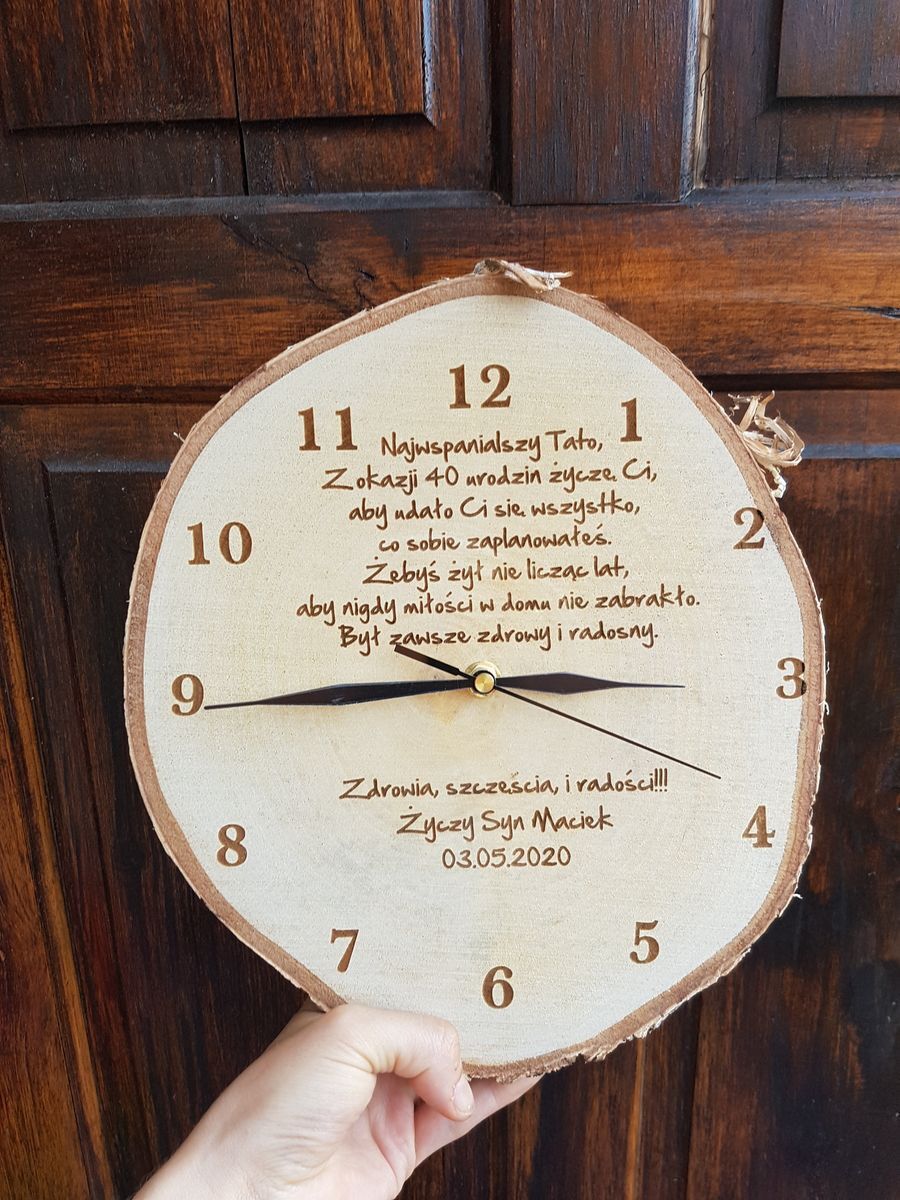 12
11 1
Najwspanialszy Tato,
Z okazji 40 urodzin życzę Ci,
aby udało Ci się wszystko,
10 2
co sobie zaplanowałeś.
Żebyś żył nie licząc lat,
aby nigdy miłości w domu nie zabrakło.
Był zawsze zdrowy i radosny.
9 3
Zdrowia, szczęścia, i radości!!!
Życzy Syn Maciek
8 4
03.05.2020
7 5
6